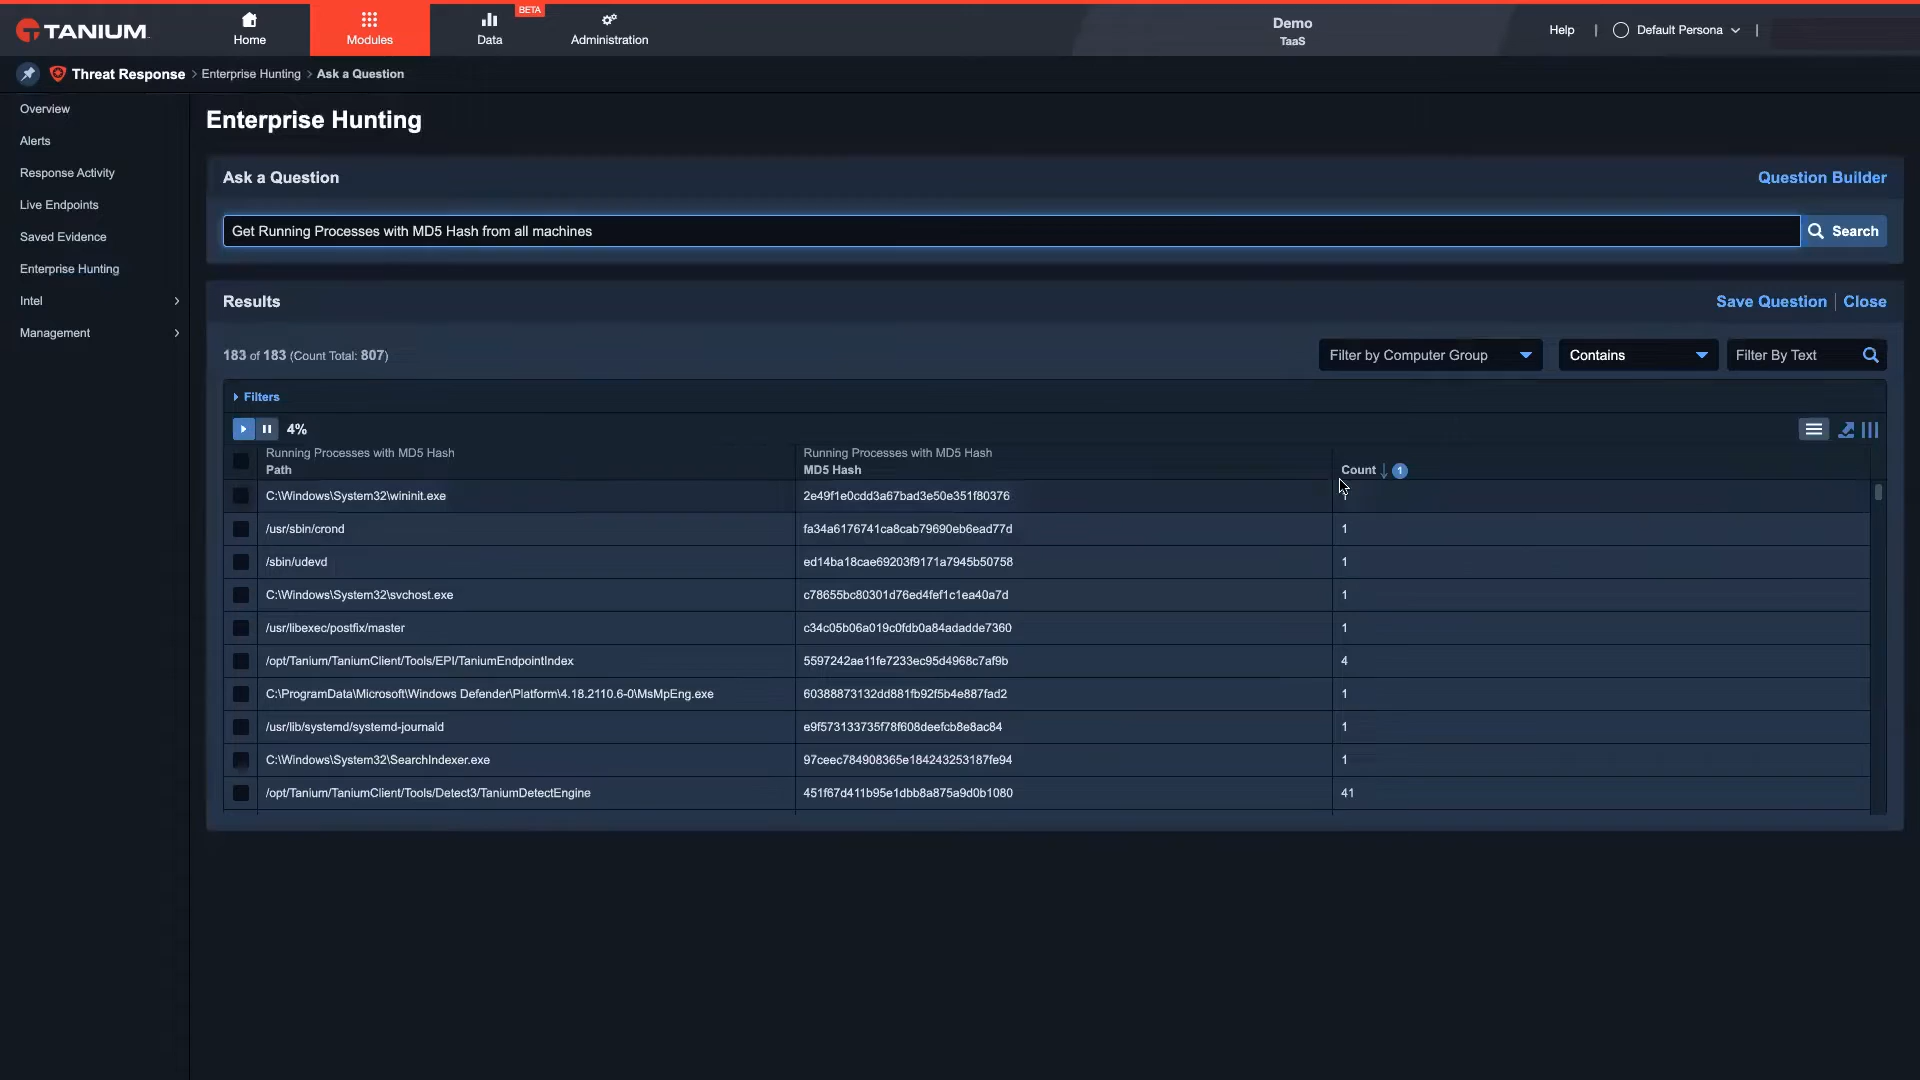 TANIUM
Home
Modules
Data
BETA
Administration
Demo
TaaS
Help
Default Persona
Threat Response
Enterprise Hunting
Ask a Question
Overview
Alerts
Response Activity
Live Endpoints
Saved Evidence
Enterprise Hunting
Intel
Management
Enterprise Hunting
Ask a Question
Question Builder
Get Running Processes with MD5 Hash from all machines
Search
Results
Save Question | Close
183 of 183 (Count Total: 807)
Filter by Computer Group
Contains
Filter By Text
Filters
4%
Running Processes with MD5 Hash
Path
Running Processes with MD5 Hash
MD5 Hash
Count 1
C:\Windows\System32\wininit.exe 2e49f1e0cdd3a67bad3e50e351f80376 1
/usr/sbin/crond fa34a6176741ca8cab79690eb6ead77d 1
/sbin/udevd ed14ba18cae69203f9171a7945b50758 1
C:\Windows\System32\svchost.exe c78655bc80301d76ed4fef1c1ea40a7d 1
/usr/libexec/postfix/master c34c05b06a019c0fdb0a84adadde7360 1
/opt/Tanium/TaniumClient/Tools/EPI/TaniumEndpointIndex 5597242ae11fe7233ec95d4968c7af9b 4
C:\ProgramData\Microsoft\Windows Defender\Platform\4.18.2110.6-0\MsMpEng.exe 60388873132dd881fb92f5b4e887fad2 1
/usr/lib/systemd/systemd-journald e9f573133735f78f608deefcb8e8ac84 1
C:\Windows\System32\SearchIndexer.exe 97ceec784908365e184243253187fe94 1
/opt/Tanium/TaniumClient/Tools/Detect3/TaniumDetectEngine 451f67d411b95e1dbb8a875a9d0b1080 41